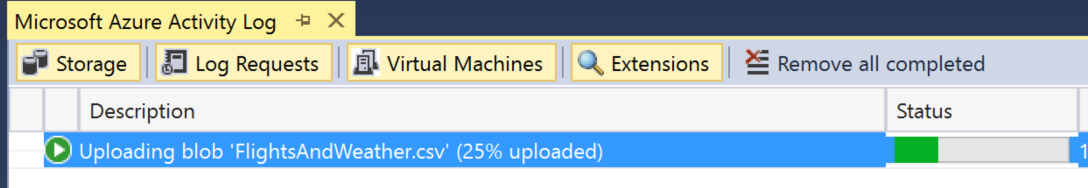 Microsoft Azure Activity Log
Storage Log Requests Virtual Machines Extensions Remove all completed
Description Status
Uploading blob 'FlightsAndWeather.csv' (25% uploaded) 1